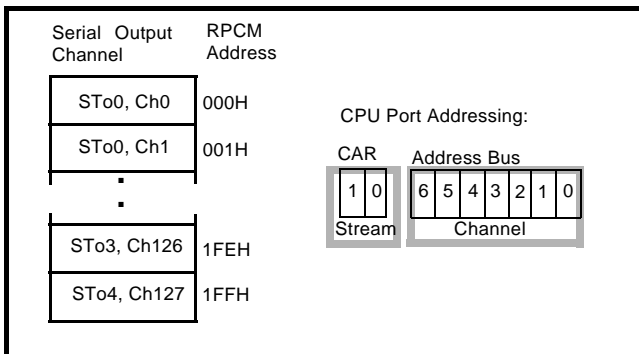 Serial Output Channel
RPCM Address
STo0, Ch0
000H
STo0, Ch1
001H
STo3, Ch126
1FEH
STo4, Ch127
1FFH
CPU Port Addressing:
CAR
Address Bus
1 0
6 5 4 3 2 1 0
Stream
Channel